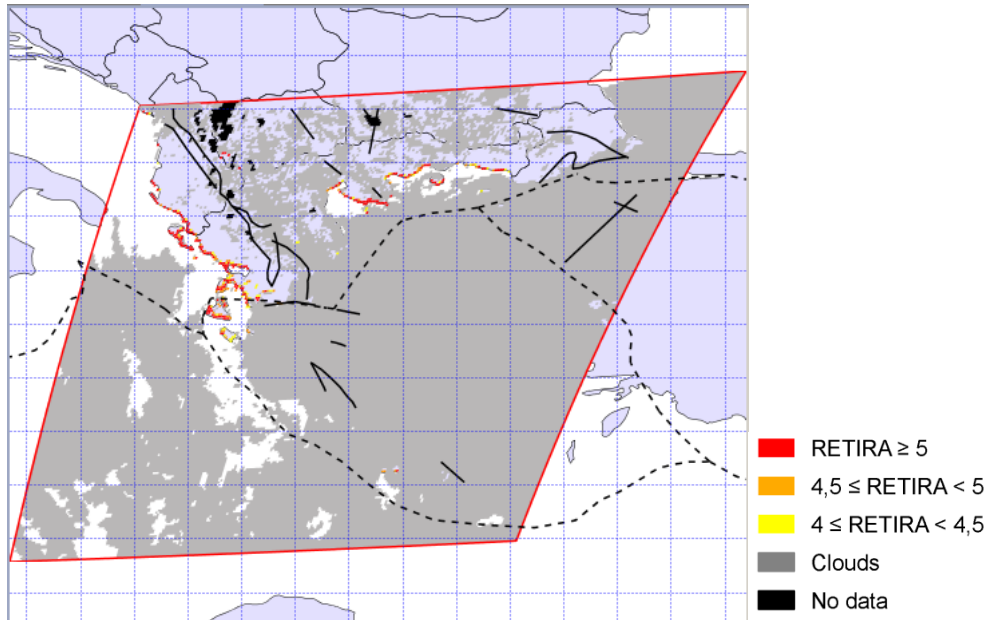 RETIRA ≥ 5
4,5 ≤ RETIRA < 5
4 ≤ RETIRA < 4,5
Clouds
No data